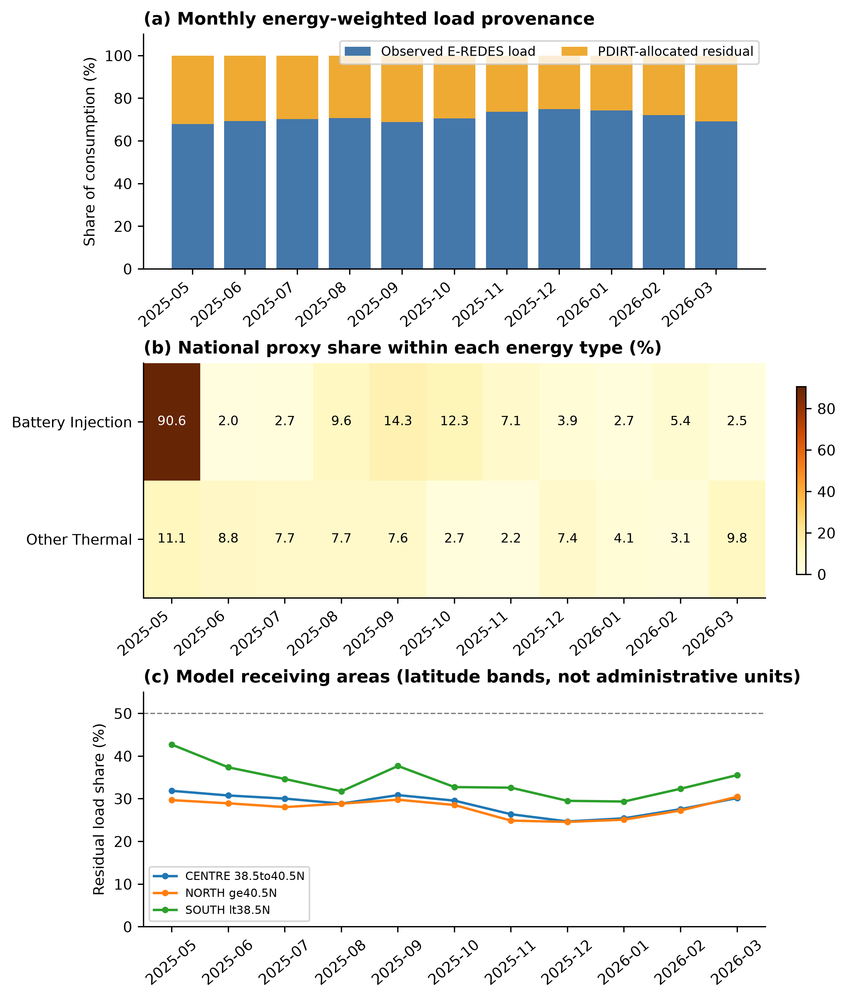 (a) Monthly energy-weighted load provenance
Observed E-REDES load PDIRT-allocated residual
Share of consumption (%)
100
80
60
40
20
0
2025-05 2025-06 2025-07 2025-08 2025-09 2025-10 2025-11 2025-12 2026-01 2026-02 2026-03
(b) National proxy share within each energy type (%)
Battery Injection 90.6 2.0 2.7 9.6 14.3 12.3 7.1 3.9 2.7 5.4 2.5
Other Thermal 11.1 8.8 7.7 7.7 7.6 2.7 2.2 7.4 4.1 3.1 9.8
80
60
40
20
0
2025-05 2025-06 2025-07 2025-08 2025-09 2025-10 2025-11 2025-12 2026-01 2026-02 2026-03
(c) Model receiving areas (latitude bands, not administrative units)
Residual load share (%)
50
40
30
20
10
0
CENTRE 38.5to40.5N
NORTH ge40.5N
SOUTH lt38.5N
2025-05 2025-06 2025-07 2025-08 2025-09 2025-10 2025-11 2025-12 2026-01 2026-02 2026-03